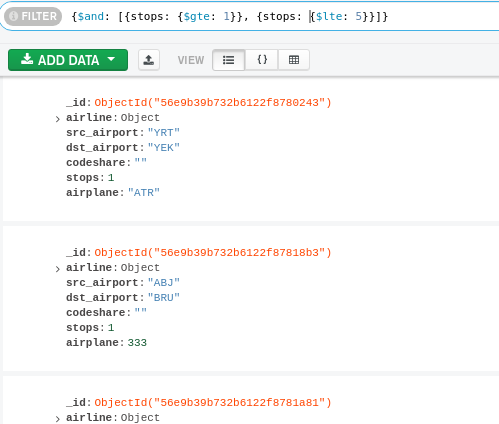 FILTER {$and: [{stops: {$gte: 1}}, {stops: {$lte: 5}}]}
ADD DATA VIEW { }
_id: ObjectId("56e9b39b732b6122f8780243")
airline: Object
src_airport: "YRT"
dst_airport: "YEK"
codeshare: ""
stops: 1
airplane: "ATR"
_id: ObjectId("56e9b39b732b6122f87818b3")
airline: Object
src_airport: "ABJ"
dst_airport: "BRU"
codeshare: ""
stops: 1
airplane: 333
_id: ObjectId("56e9b39b732b6122f8781a81")
airline: Object